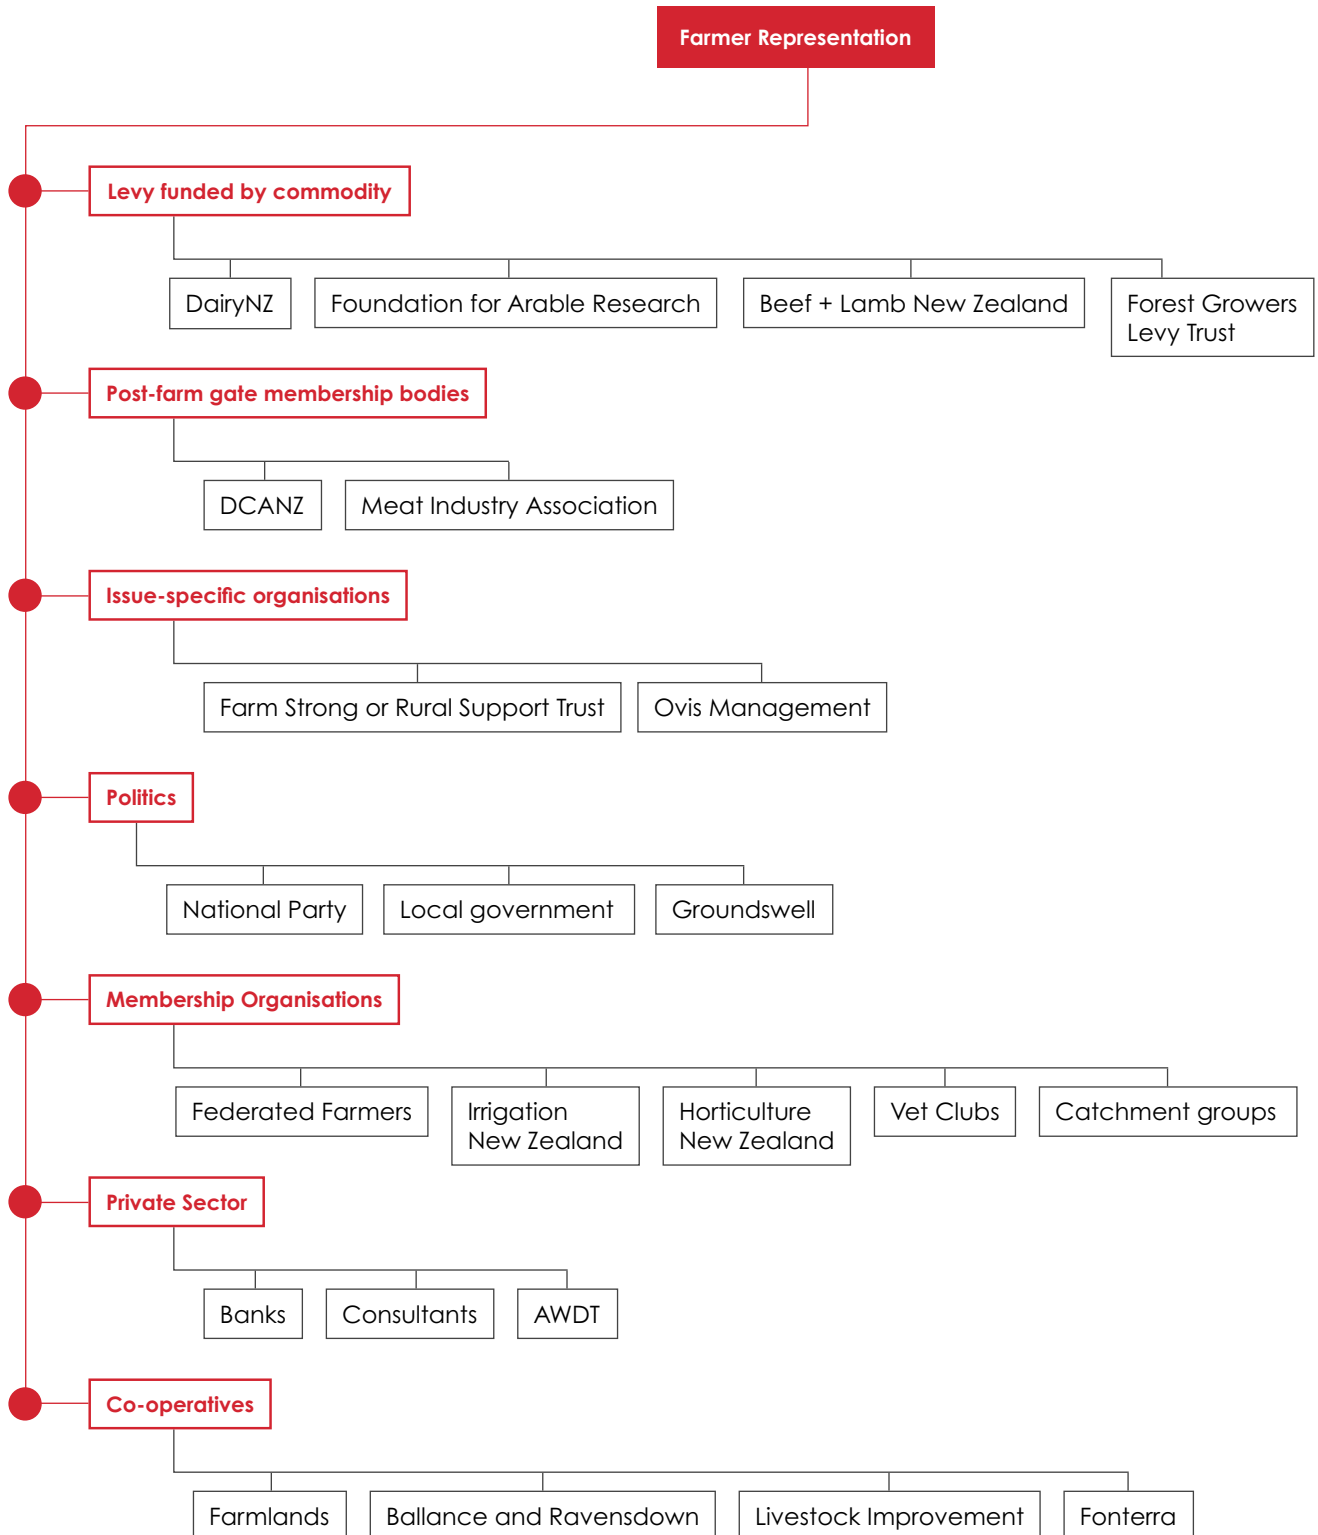 Farmer Representation
Levy funded by commodity
DairyNZ
Foundation for Arable Research
Beef + Lamb New Zealand
Forest Growers
Levy Trust
Post-farm gate membership bodies
DCANZ
Meat Industry Association
Issue-specific organisations
Farm Strong or Rural Support Trust
Ovis Management
Politics
National Party
Local government
Groundswell
Membership Organisations
Federated Farmers
Irrigation
New Zealand
Horticulture
New Zealand
Vet Clubs
Catchment groups
Private Sector
Banks
Consultants
AWDT
Co-operatives
Farmlands
Ballance and Ravensdown
Livestock Improvement
Fonterra